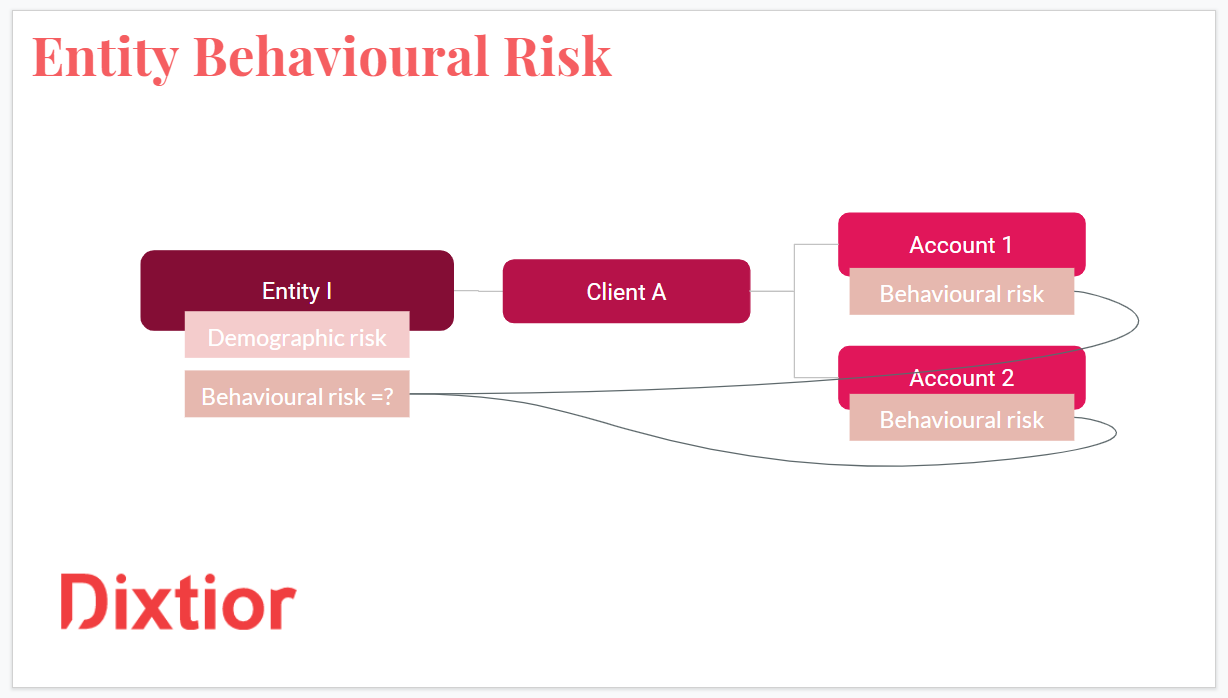 Entity Behavioural Risk
Entity I
Demographic risk
Behavioural risk =?
Client A
Account 1
Behavioural risk
Account 2
Behavioural risk
Dixtior